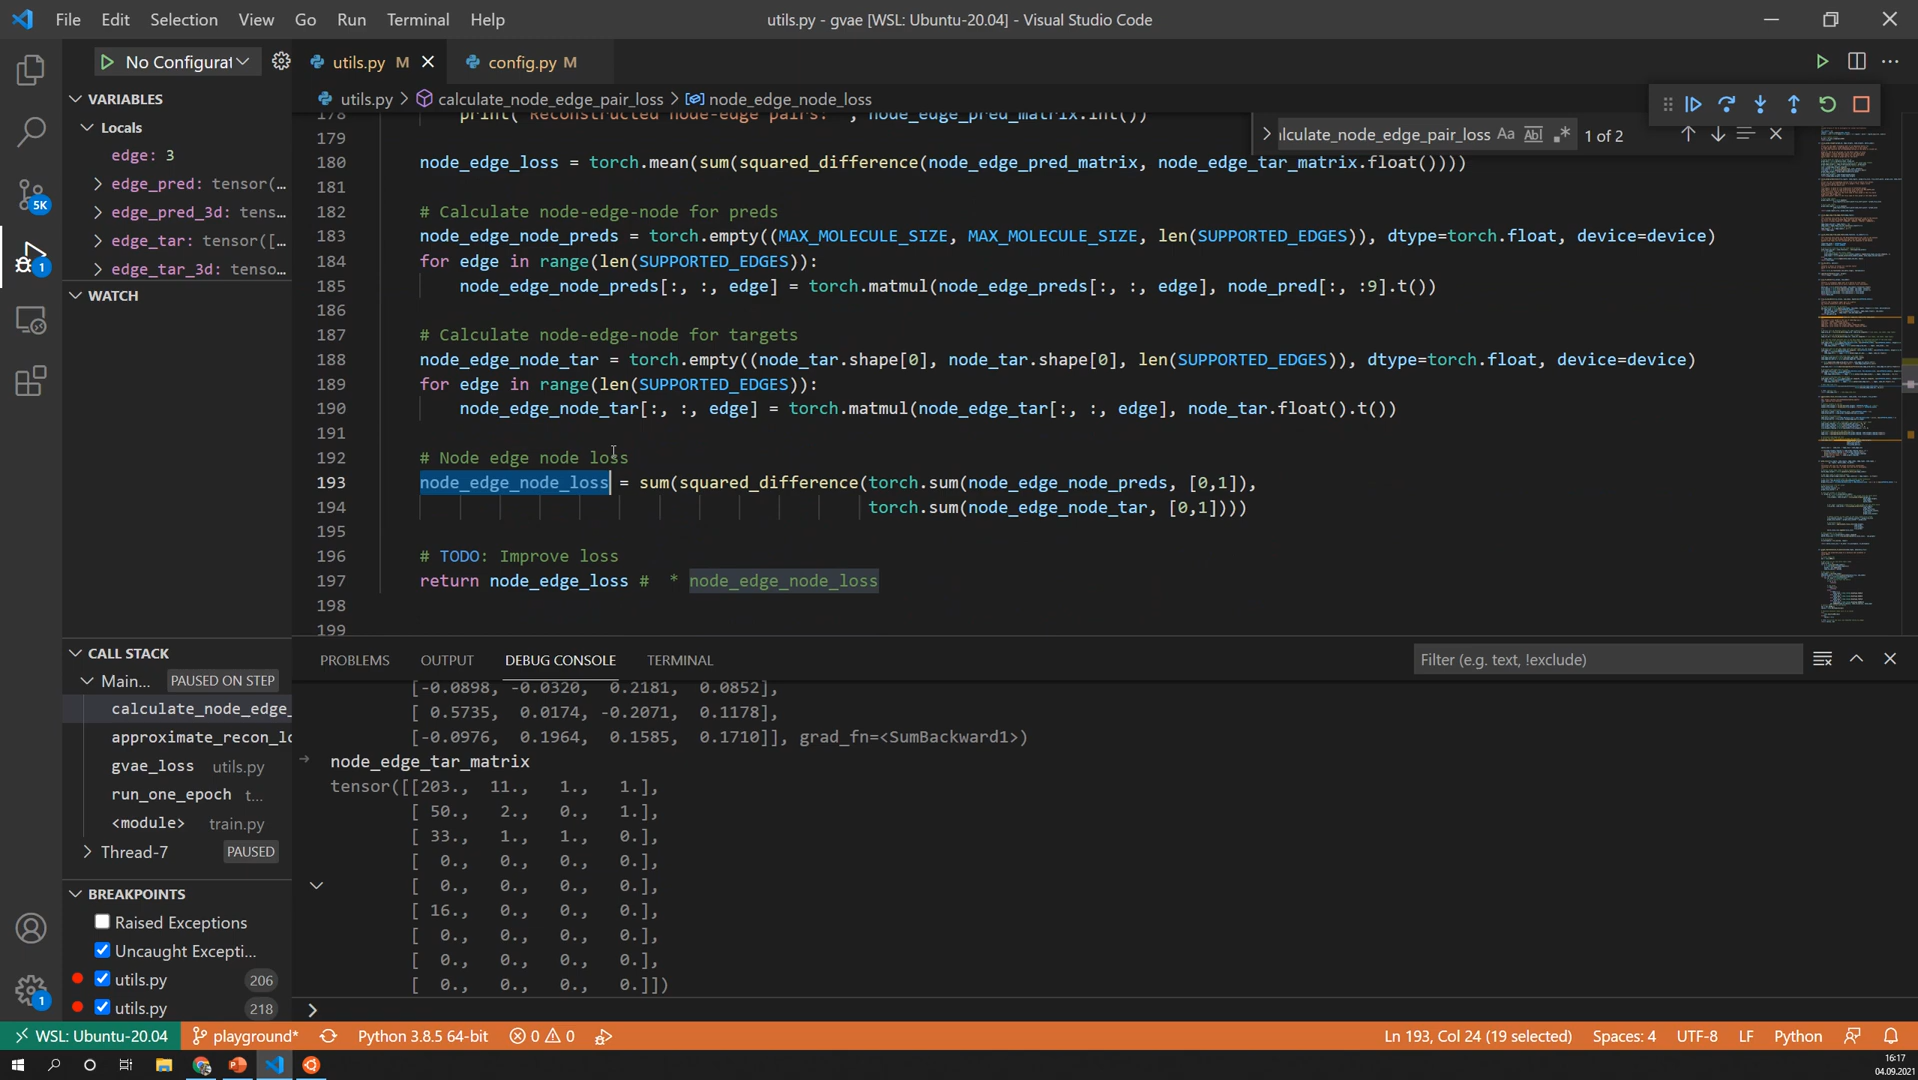 File Edit Selection View Go Run Terminal Help
utils.py - gvae [WSL: Ubuntu-20.04] - Visual Studio Code
No Configurat
utils.py M
config.py M
VARIABLES
Locals
edge: 3
edge_pred: tensor(…
edge_pred_3d: tens…
edge_tar: tensor([…
edge_tar_3d: tenso…
WATCH
utils.py > calculate_node_edge_pair_loss > node_edge_node_loss
lculate_node_edge_pair_loss Aa Abl .* 1 of 2
178 print("Reconstructed node-edge pairs: ", node_edge_pred_matrix.int())
179
180 node_edge_loss = torch.mean(sum(squared_difference(node_edge_pred_matrix, node_edge_tar_matrix.float())))
181
182 # Calculate node-edge-node for preds
183 node_edge_node_preds = torch.empty((MAX_MOLECULE_SIZE, MAX_MOLECULE_SIZE, len(SUPPORTED_EDGES)), dtype=torch.float, device=device)
184 for edge in range(len(SUPPORTED_EDGES)):
185 node_edge_node_preds[:, :, edge] = torch.matmul(node_edge_preds[:, :, edge], node_pred[:, :9].t())
186
187 # Calculate node-edge-node for targets
188 node_edge_node_tar = torch.empty((node_tar.shape[0], node_tar.shape[0], len(SUPPORTED_EDGES)), dtype=torch.float, device=device)
189 for edge in range(len(SUPPORTED_EDGES)):
190 node_edge_node_tar[:, :, edge] = torch.matmul(node_edge_tar[:, :, edge], node_tar.float().t())
191
192 # Node edge node loss
193 node_edge_node_loss = sum(squared_difference(torch.sum(node_edge_node_preds, [0,1]),
194 torch.sum(node_edge_node_tar, [0,1])))
195
196 # TODO: Improve loss
197 return node_edge_loss # * node_edge_node_loss
198
199
CALL STACK
Main... PAUSED ON STEP
calculate_node_edge_
approximate_recon_lo
gvae_loss utils.py
run_one_epoch t...
<module> train.py
Thread-7 PAUSED
BREAKPOINTS
Raised Exceptions
Uncaught Excepti...
utils.py 206
utils.py 218
PROBLEMS OUTPUT DEBUG CONSOLE TERMINAL
Filter (e.g. text, !exclude)
[-0.0898, -0.0320, 0.2181, 0.0852],
[ 0.5735, 0.0174, -0.2071, 0.1178],
[-0.0976, 0.1964, 0.1585, 0.1710]], grad_fn=<SumBackward1>)
node_edge_tar_matrix
tensor([[203., 11., 1., 1.],
[ 50., 2., 0., 1.],
[ 33., 1., 1., 0.],
[ 0., 0., 0., 0.],
[ 0., 0., 0., 0.],
[ 16., 0., 0., 0.],
[ 0., 0., 0., 0.],
[ 0., 0., 0., 0.],
[ 0., 0., 0., 0.]])
5K
1
1
WSL: Ubuntu-20.04 playground* Python 3.8.5 64-bit 0 0
Ln 193, Col 24 (19 selected) Spaces: 4 UTF-8 LF Python
16:17
04.09.2021